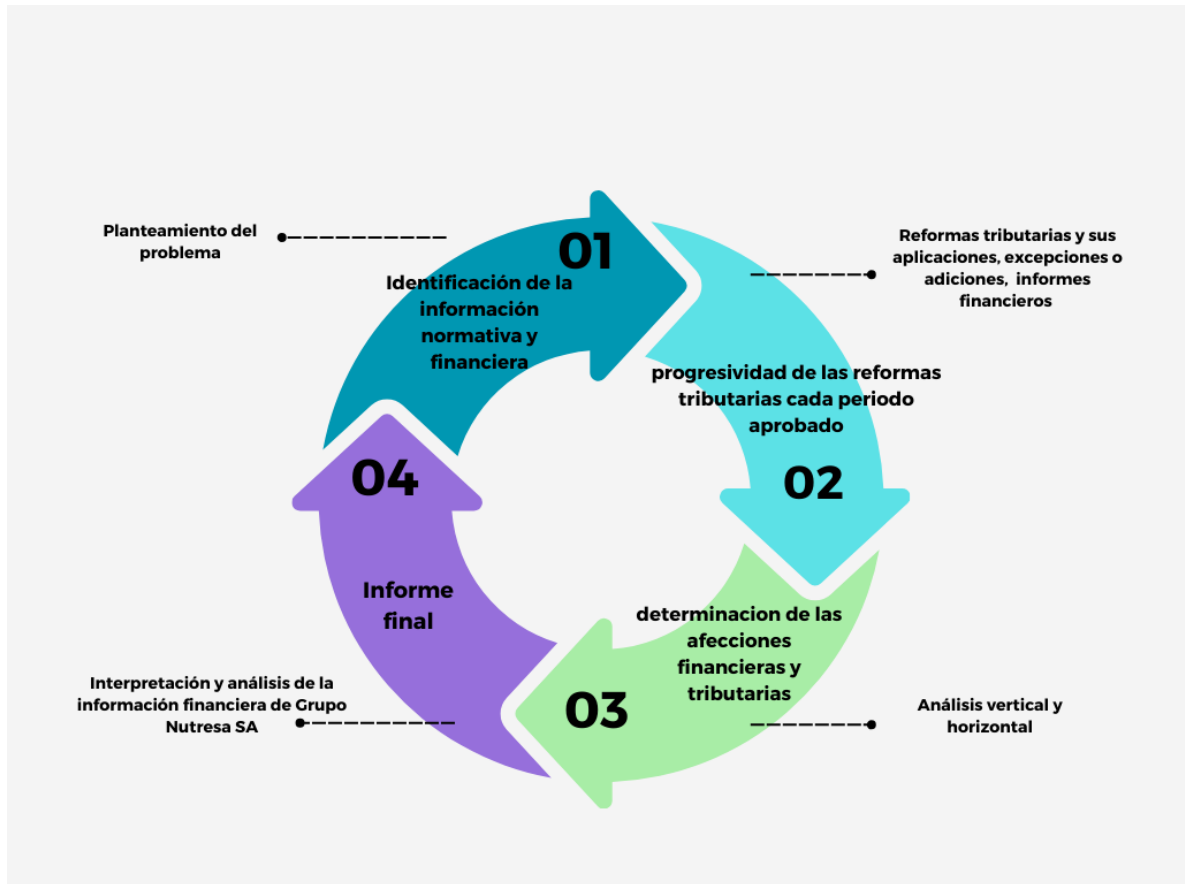 Planteamiento del
problema
01
Identificación de la
información
normativa y
financiera
Reformas tributarias y sus
aplicaciones, excepciones o
adiciones, informes
financieros
progresividad de las reformas
tributarias cada periodo
aprobado
02
determinacion de las
afecciones
financieras y
tributarias
03
Análisis vertical y
horizontal
04
Informe
final
Interpretación y análisis de la
información financiera de Grupo
Nutresa SA